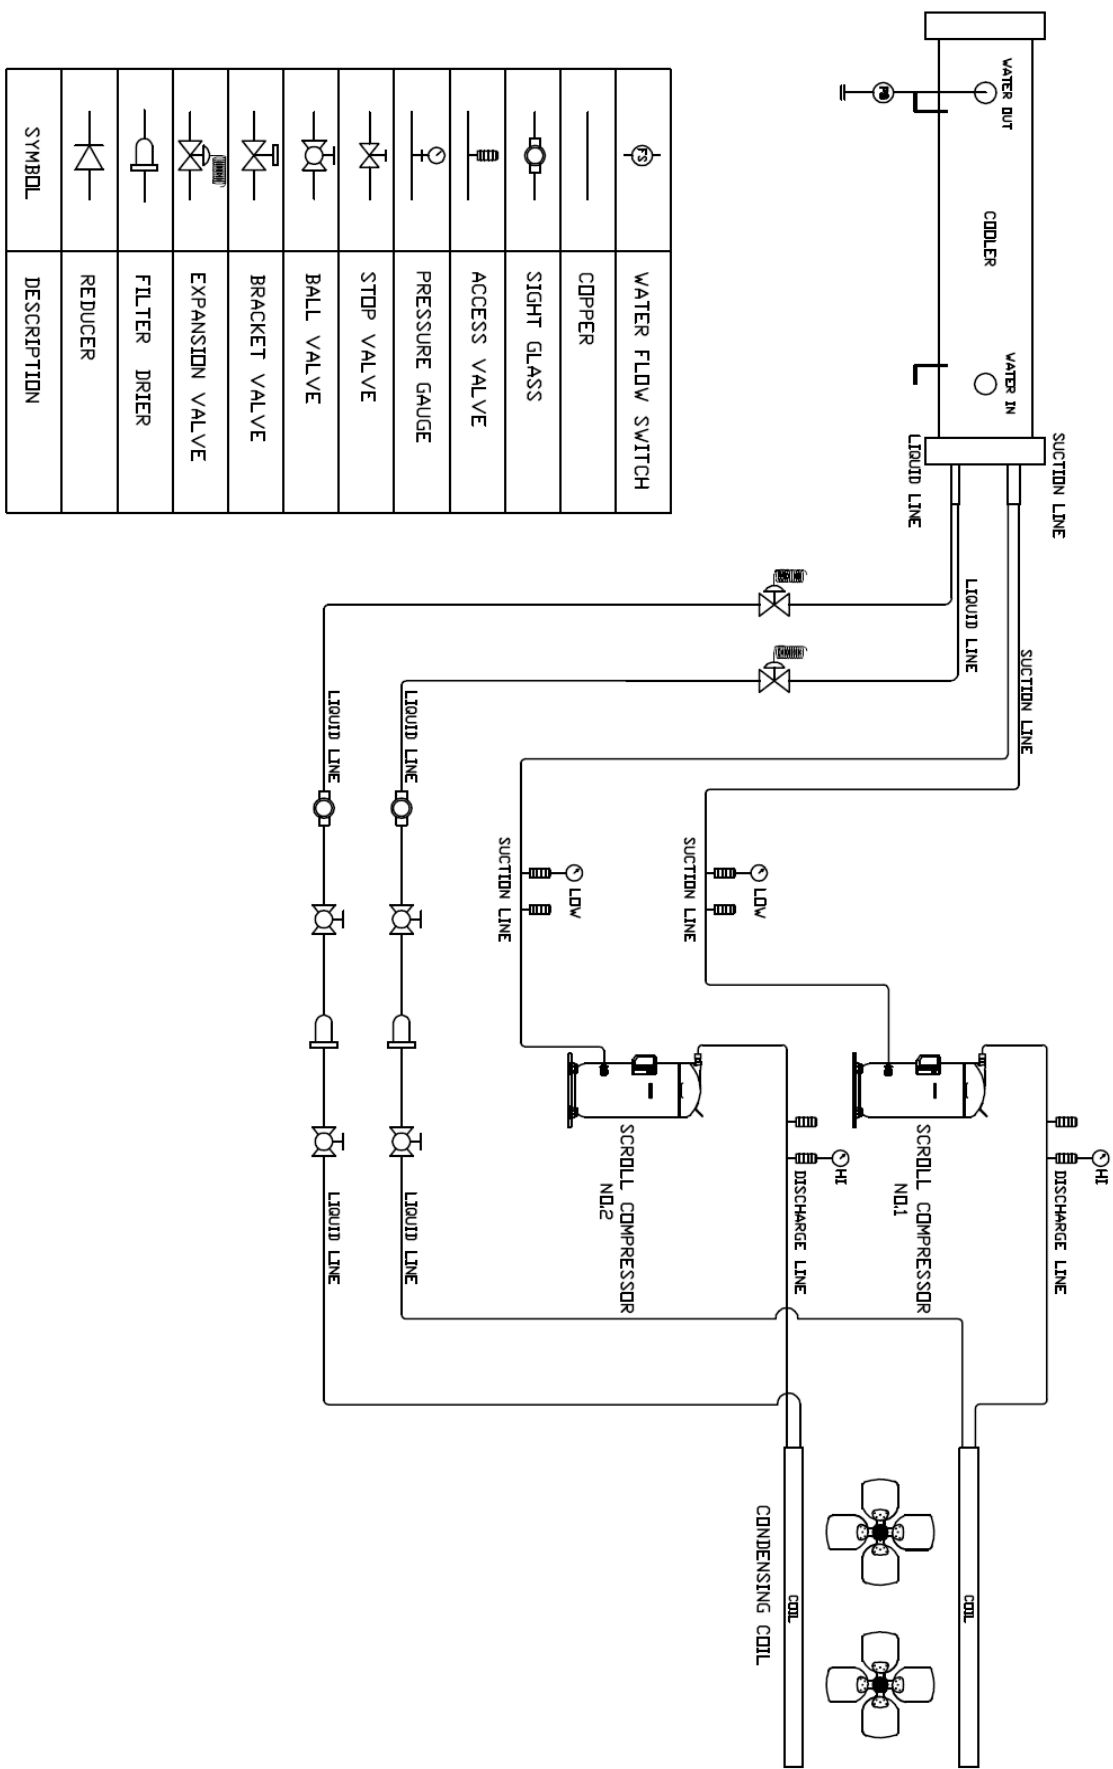 WATER OUT
COOLER
WATER IN
SUCTION LINE
LIQUID LINE
LIQUID LINE
SUCTION LINE
SUCTION LINE
LOW
SUCTION LINE
LOW
SCROLL COMPRESSOR
NO.1
SCROLL COMPRESSOR
NO.2
HI
DISCHARGE LINE
HI
DISCHARGE LINE
LIQUID LINE
LIQUID LINE
LIQUID LINE
LIQUID LINE
COIL
COIL
CONDENSING COIL
FS
WATER FLOW SWITCH
COPPER
SIGHT GLASS
ACCESS VALVE
PRESSURE GAUGE
STOP VALVE
BALL VALVE
BRACKET VALVE
EXPANSION VALVE
FILTER DRIER
REDUCER
SYMBOL DESCRIPTION